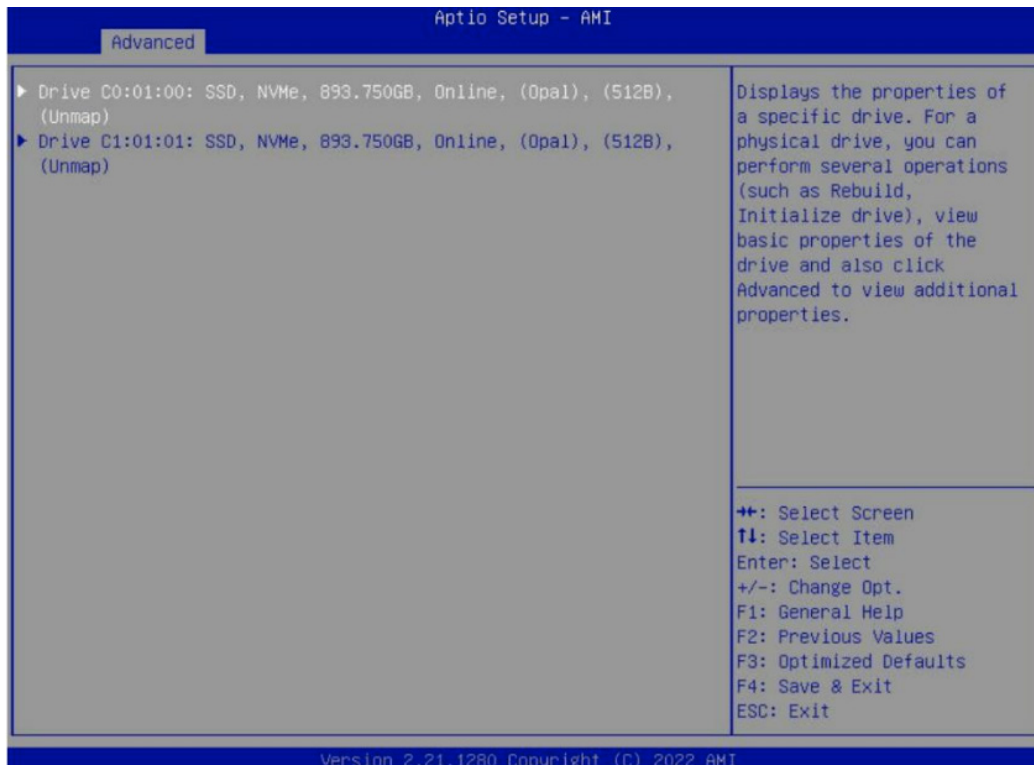 Aptio Setup - AMI
Advanced
Drive C0:01:00: SSD, NVMe, 893.750GB, Online, (Opal), (512B),
(Unmap)
Drive C1:01:01: SSD, NVMe, 893.750GB, Online, (Opal), (512B),
(Unmap)
Displays the properties of
a specific drive. For a
physical drive, you can
perform several operations
(such as Rebuild,
Initialize drive), view
basic properties of the
drive and also click
Advanced to view additional
properties.
→←: Select Screen
↑↓: Select Item
Enter: Select
+/-: Change Opt.
F1: General Help
F2: Previous Values
F3: Optimized Defaults
F4: Save & Exit
ESC: Exit
Version 2.21.1280 Copyright (C) 2022 AMI